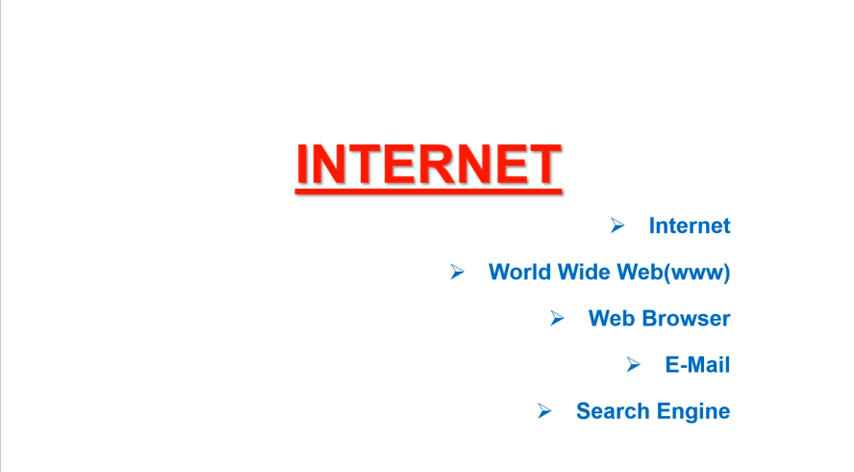 INTERNET
➢ Internet
➢ World Wide Web(www)
➢ Web Browser
➢ E-Mail
➢ Search Engine